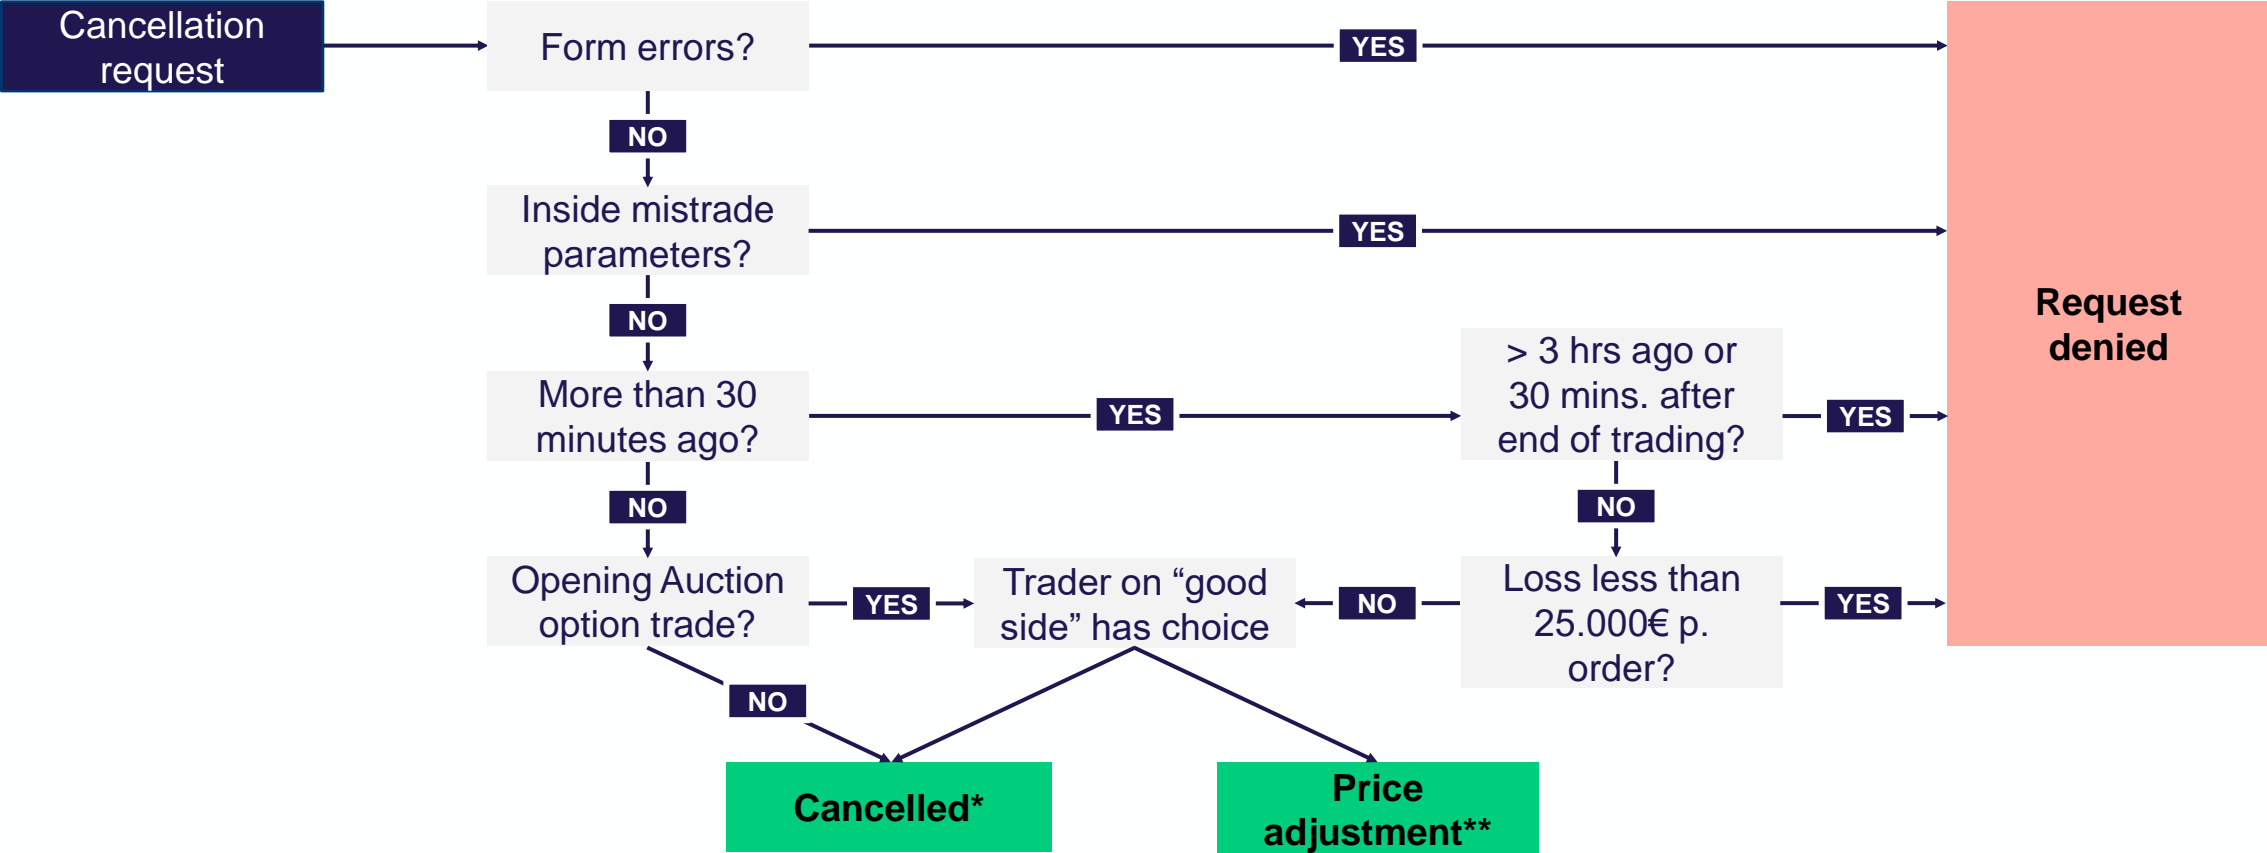 Cancellation
request
Form errors?
YES
NO
Inside mistrade
parameters?
YES
NO
More than 30
minutes ago?
YES
> 3 hrs ago or
30 mins. after
end of trading?
YES
NO
NO
Opening Auction
option trade?
YES
Trader on “good
side” has choice
NO
Loss less than
25.000€ p.
order?
YES
NO
Request
denied
Cancelled*
Price
adjustment**